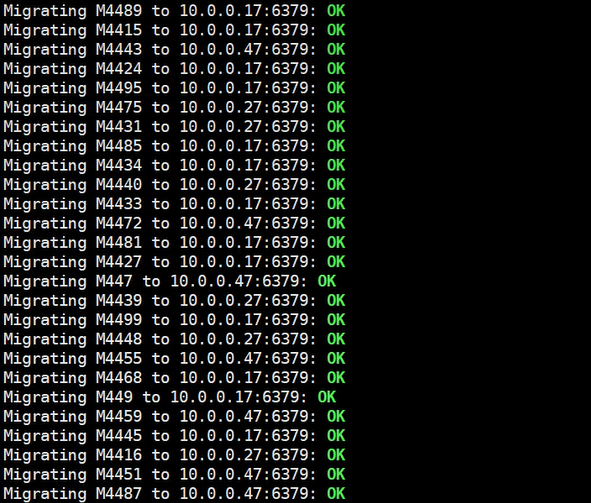 Migrating M4489 to 10.0.0.17:6379: OK
Migrating M4415 to 10.0.0.17:6379: OK
Migrating M4443 to 10.0.0.47:6379: OK
Migrating M4424 to 10.0.0.17:6379: OK
Migrating M4495 to 10.0.0.17:6379: OK
Migrating M4475 to 10.0.0.27:6379: OK
Migrating M4431 to 10.0.0.27:6379: OK
Migrating M4485 to 10.0.0.17:6379: OK
Migrating M4434 to 10.0.0.17:6379: OK
Migrating M4440 to 10.0.0.27:6379: OK
Migrating M4433 to 10.0.0.17:6379: OK
Migrating M4472 to 10.0.0.47:6379: OK
Migrating M4481 to 10.0.0.17:6379: OK
Migrating M4427 to 10.0.0.17:6379: OK
Migrating M447 to 10.0.0.47:6379: OK
Migrating M4439 to 10.0.0.27:6379: OK
Migrating M4499 to 10.0.0.17:6379: OK
Migrating M4448 to 10.0.0.27:6379: OK
Migrating M4455 to 10.0.0.47:6379: OK
Migrating M4468 to 10.0.0.17:6379: OK
Migrating M449 to 10.0.0.17:6379: OK
Migrating M4459 to 10.0.0.47:6379: OK
Migrating M4445 to 10.0.0.17:6379: OK
Migrating M4416 to 10.0.0.27:6379: OK
Migrating M4451 to 10.0.0.47:6379: OK
Migrating M4487 to 10.0.0.47:6379: OK